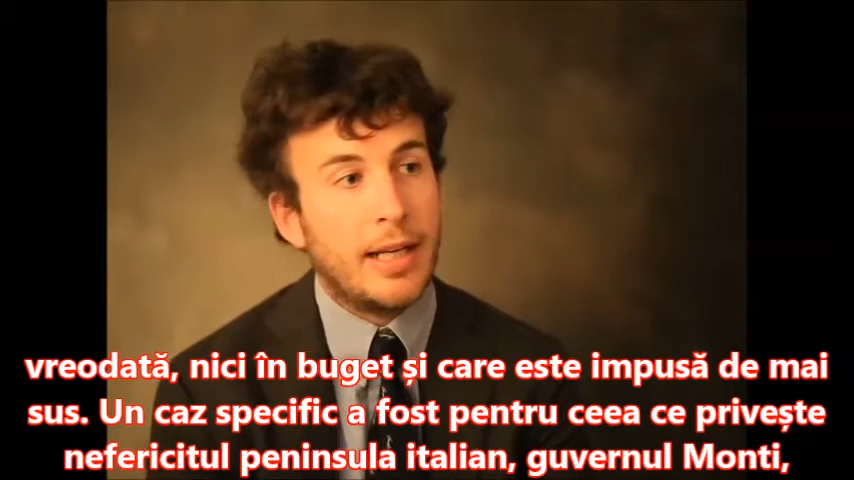 vreodată, nici în buget și care este impusă de mai
sus. Un caz specific a fost pentru ceea ce privește
nefericitul peninsula italian, guvernul Monti,